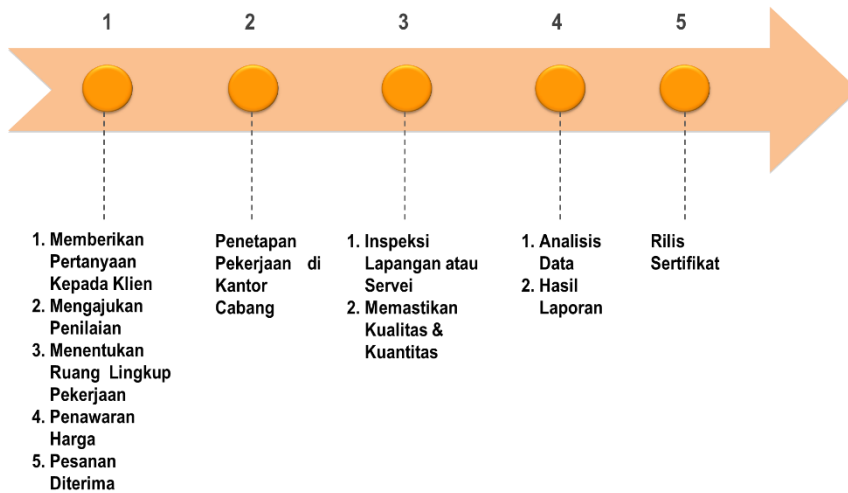 1
2
3
4
5
1. Memberikan
Pertanyaan
Kepada Klien
2. Mengajukan
Penilaian
3. Menentukan
Ruang Lingkup
Pekerjaan
4. Penawaran
Harga
5. Pesanan
Diterima
Penetapan
Pekerjaan di
Kantor
Cabang
1. Inspeksi
Lapangan atau
Servei
2. Memastikan
Kualitas &
Kuantitas
1. Analisis
Data
2. Hasil
Laporan
Rilis
Sertifikat